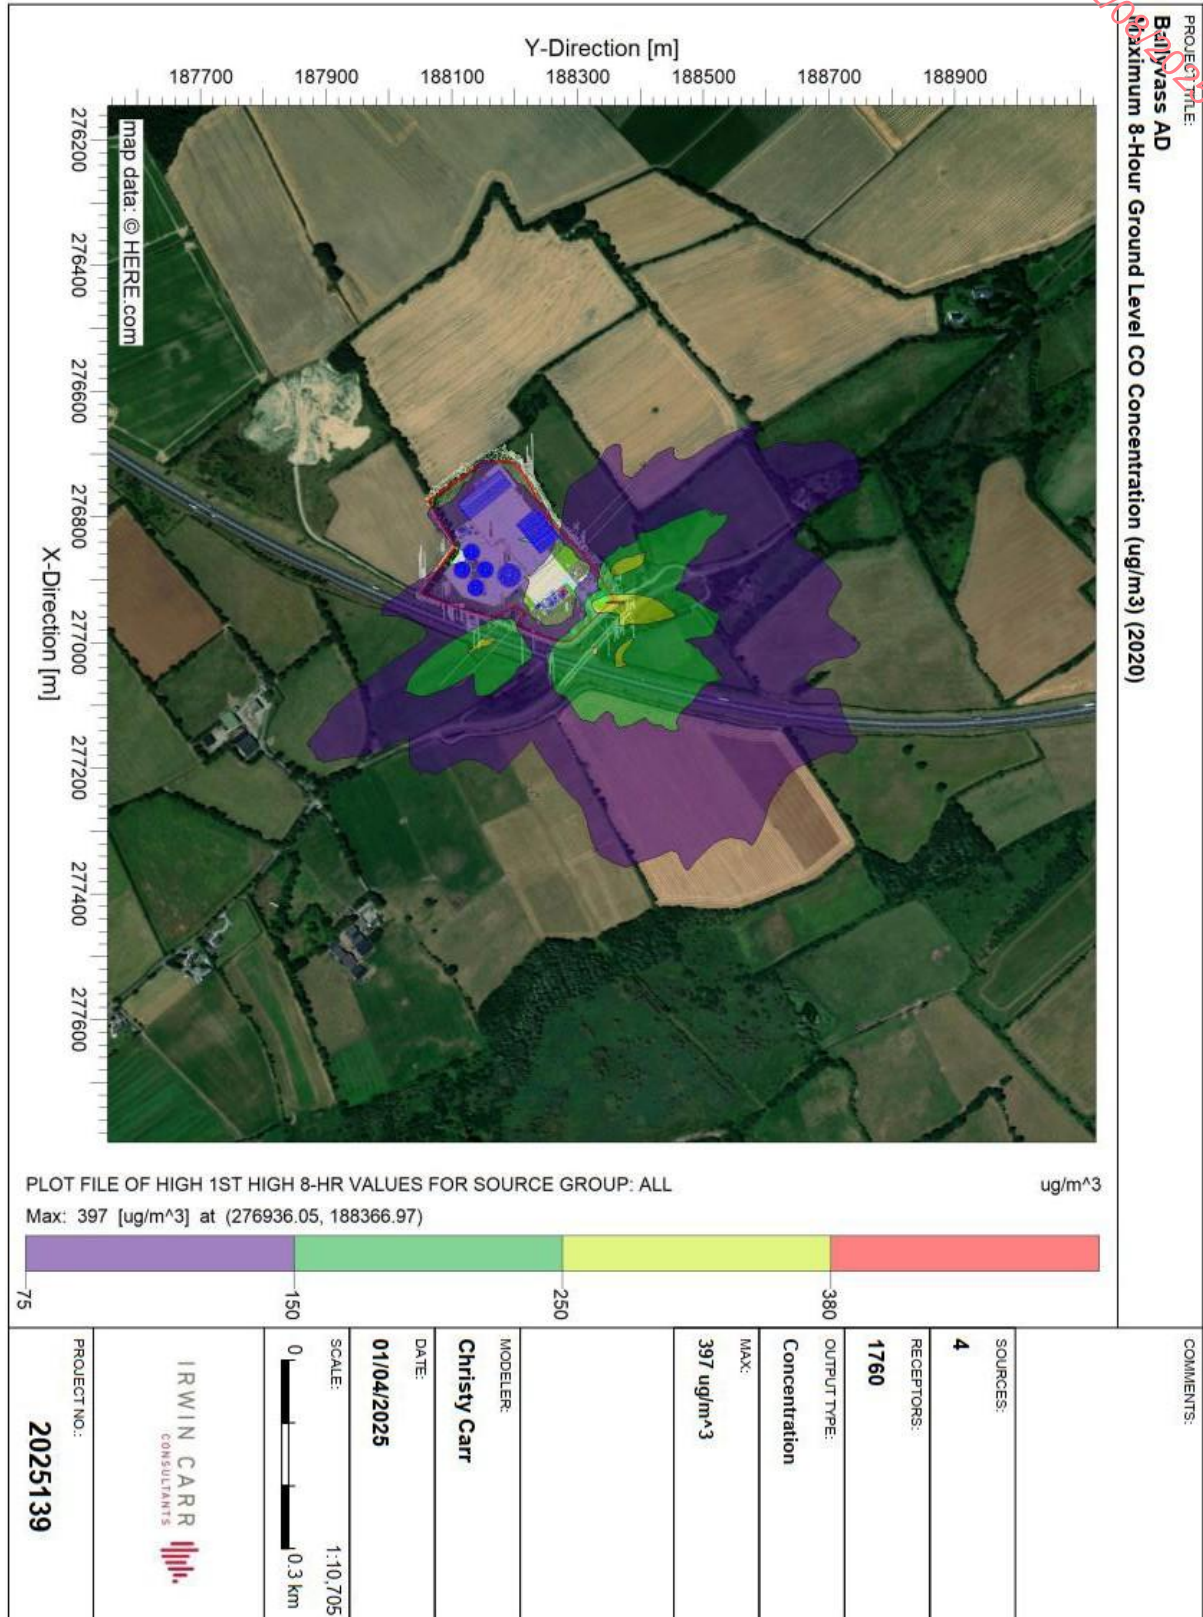 PROJECT TITLE:
Ballyvass AD
Maximum 8-Hour Ground Level CO Concentration (ug/m3) (2020)
Y-Direction [m]
187700 187900 188100 188300 188500 188700 188900
276200 276400 276600 276800 277000 277200 277400 277600
X-Direction [m]
map data: © HERE.com
PLOT FILE OF HIGH 1ST HIGH 8-HR VALUES FOR SOURCE GROUP: ALL
ug/m^3
Max: 397 [ug/m^3] at (276936.05, 188366.97)
75 150 250 380
COMMENTS:
SOURCES:
4
RECEPTORS:
1760
OUTPUT TYPE:
Concentration
MAX:
397 ug/m^3
MODELER:
Christy Carr
DATE:
01/04/2025
SCALE:
1:10,705
0 0.3 km
IRWIN CARR
CONSULTANTS
PROJECT NO.:
2025139